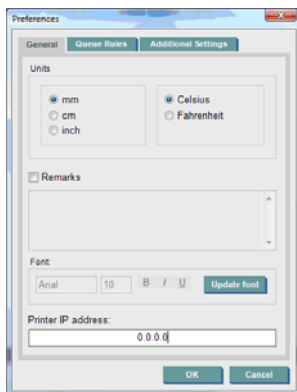 Preferences
General Queue Rules Additional Settings
Units
mm Celsius
cm Fahrenheit
inch
Remarks
Font:
Arial 10 B I U Update font
Printer IP address:
0.0.0.0
OK Cancel